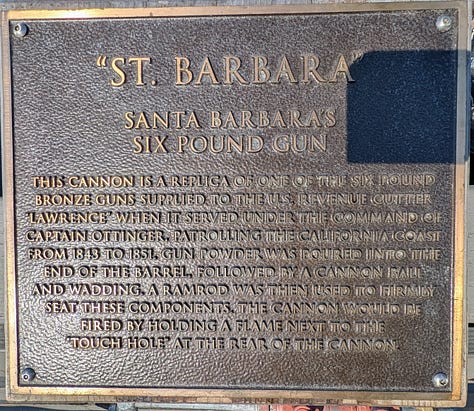 "ST. BARBARA"
SANTA BARBARA'S
SIX POUND GUN
THIS CANNON IS A REPLICA OF ONE OF THE SIX POUND
BRONZE GUNS SUPPLIED TO THE U.S. REVENUE CUTTER
LAWRENCE" WHEN IT SERVED UNDER THE COMMAND OF
CAPTAIN OTTINGER, PATROLLING THE CALIFORNIA COAST
FROM 1848 TO 1851. GUN POWDER WAS POURED INTO THE
END OF THE BARREL, FOLLOWED BY A CANNON BALL
AND WADDING. A RAMROD WAS THEN USED TO FIRMLY
SEAT THESE COMPONENTS. THE CANNON WOULD BE
FIRED BY HOLDING A FLAME NEXT TO THE
"TOUCH HOLE" AT THE REAR OF THE CANNON.